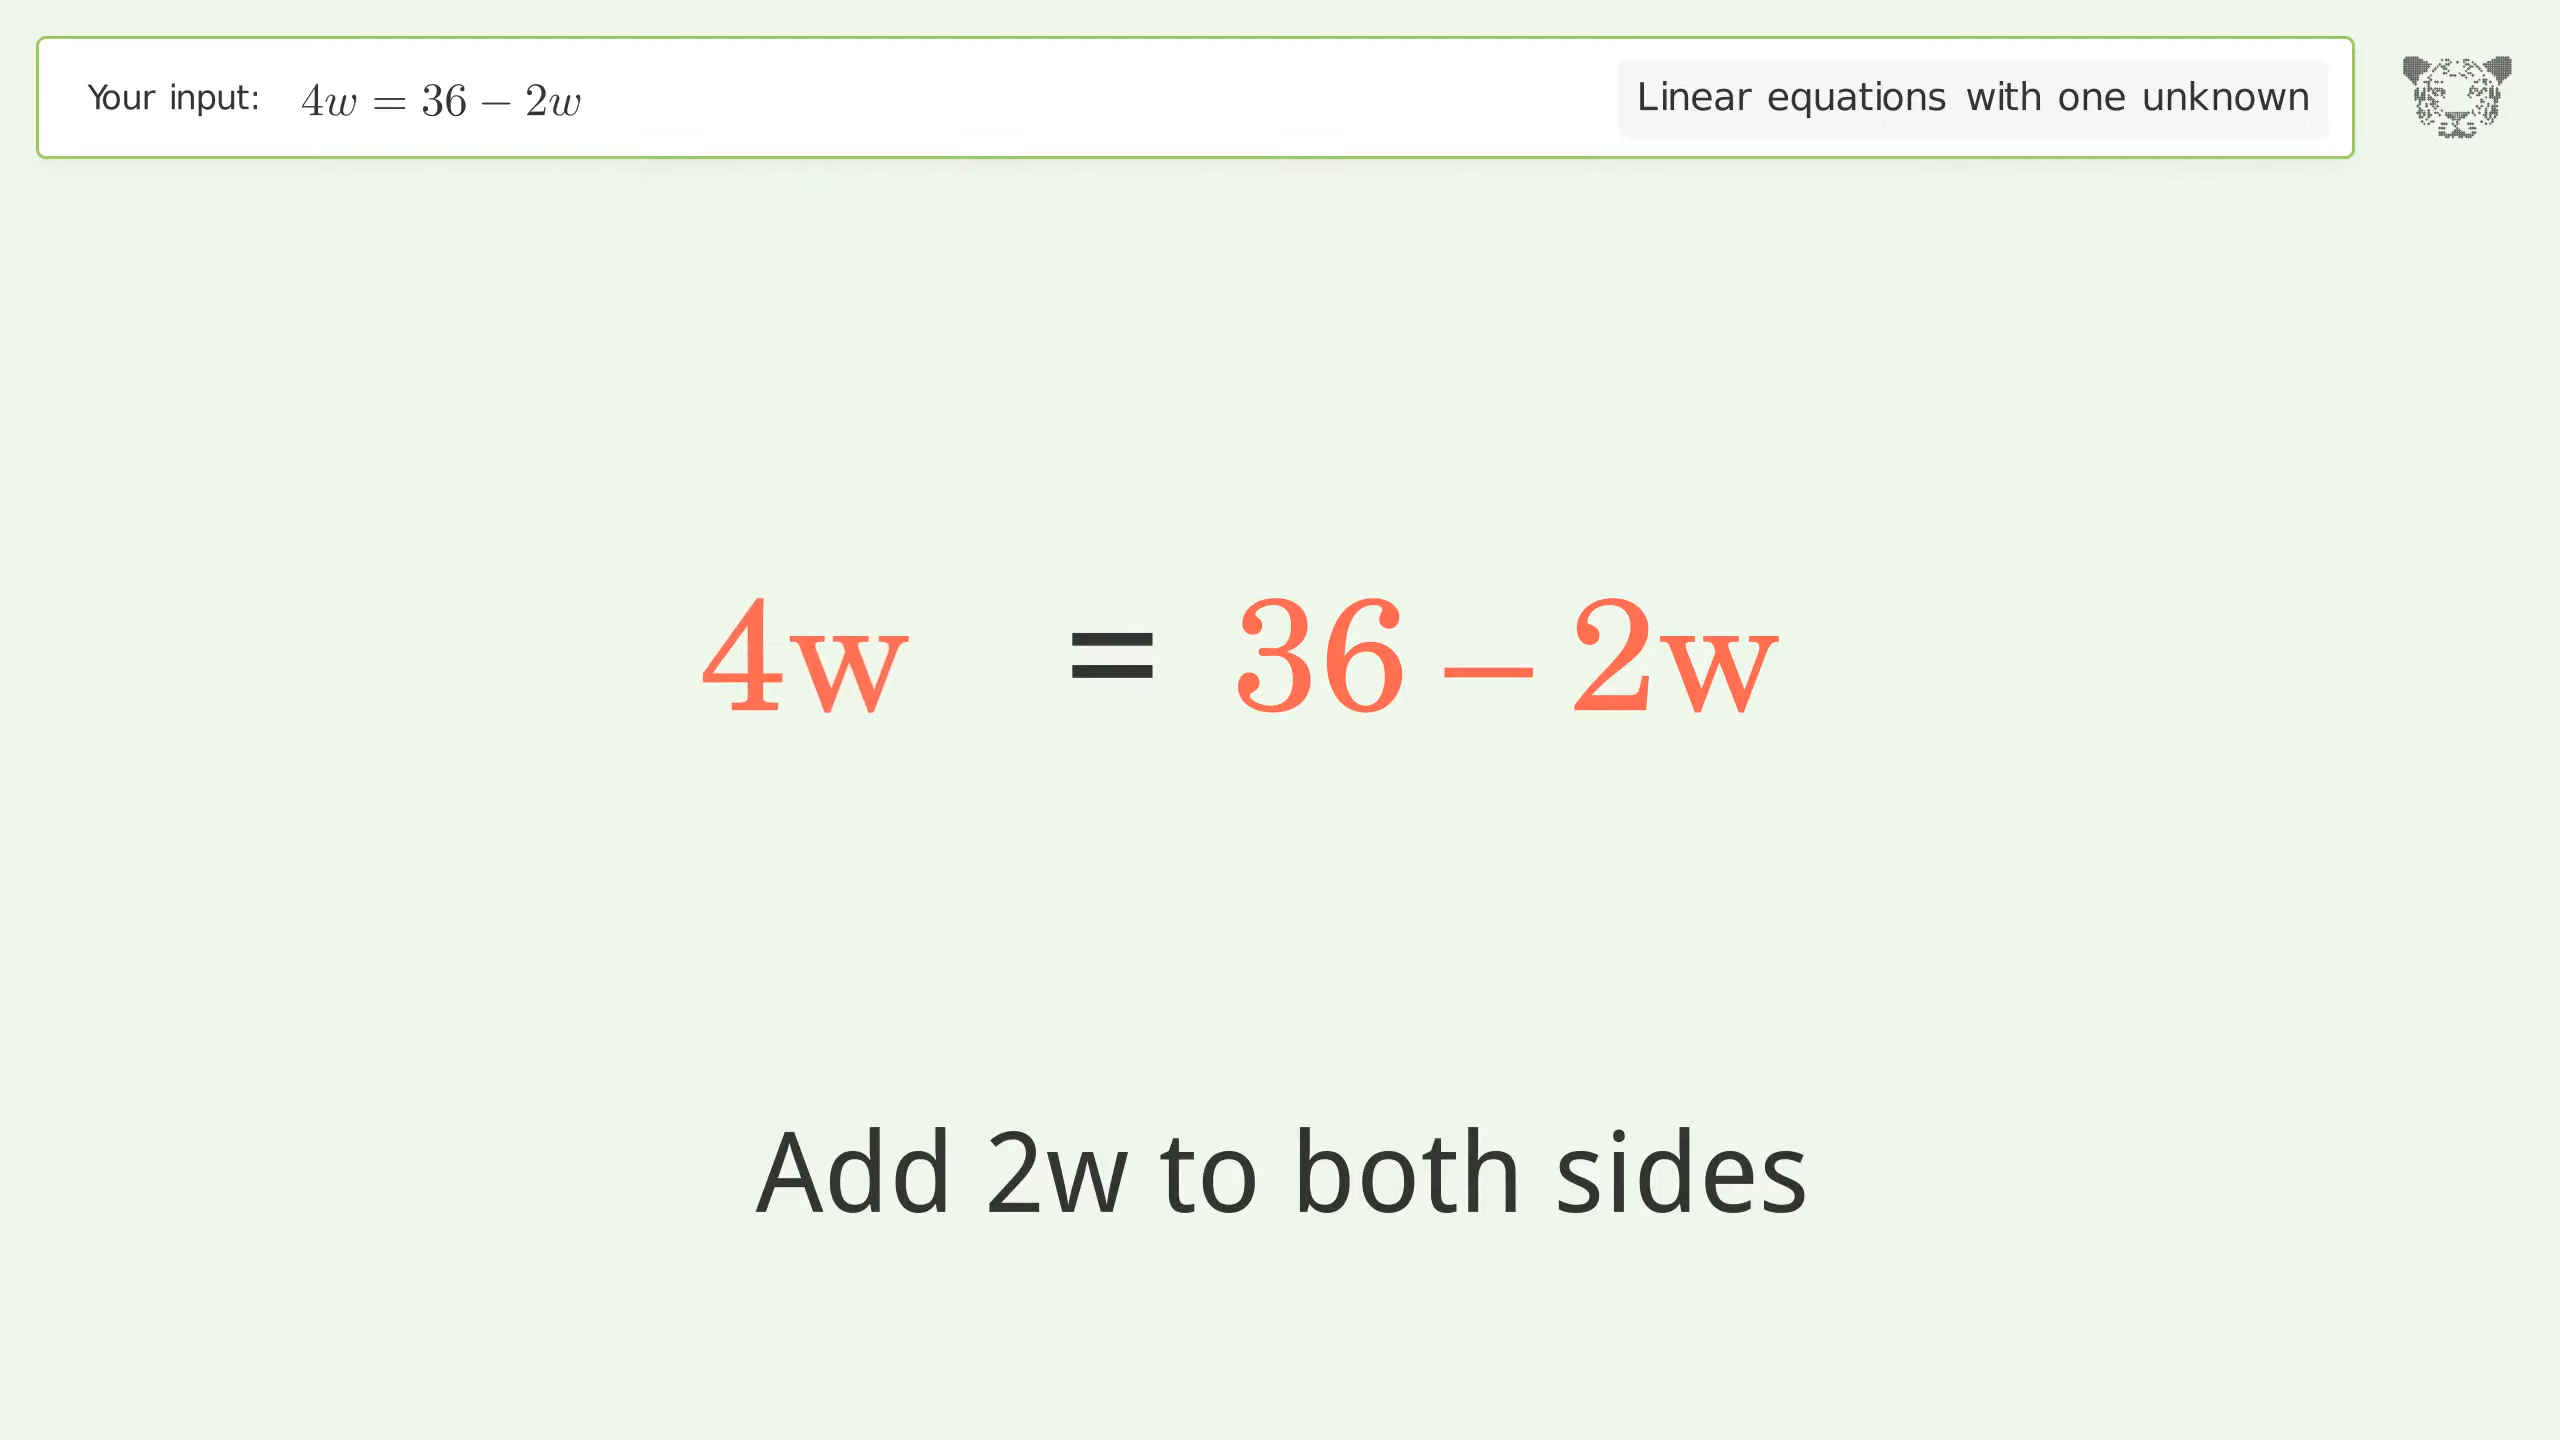 Your input: 4w = 36 – 2w
Linear equations with one unknown
4w = 36 – 2w
Add 2w to both sides